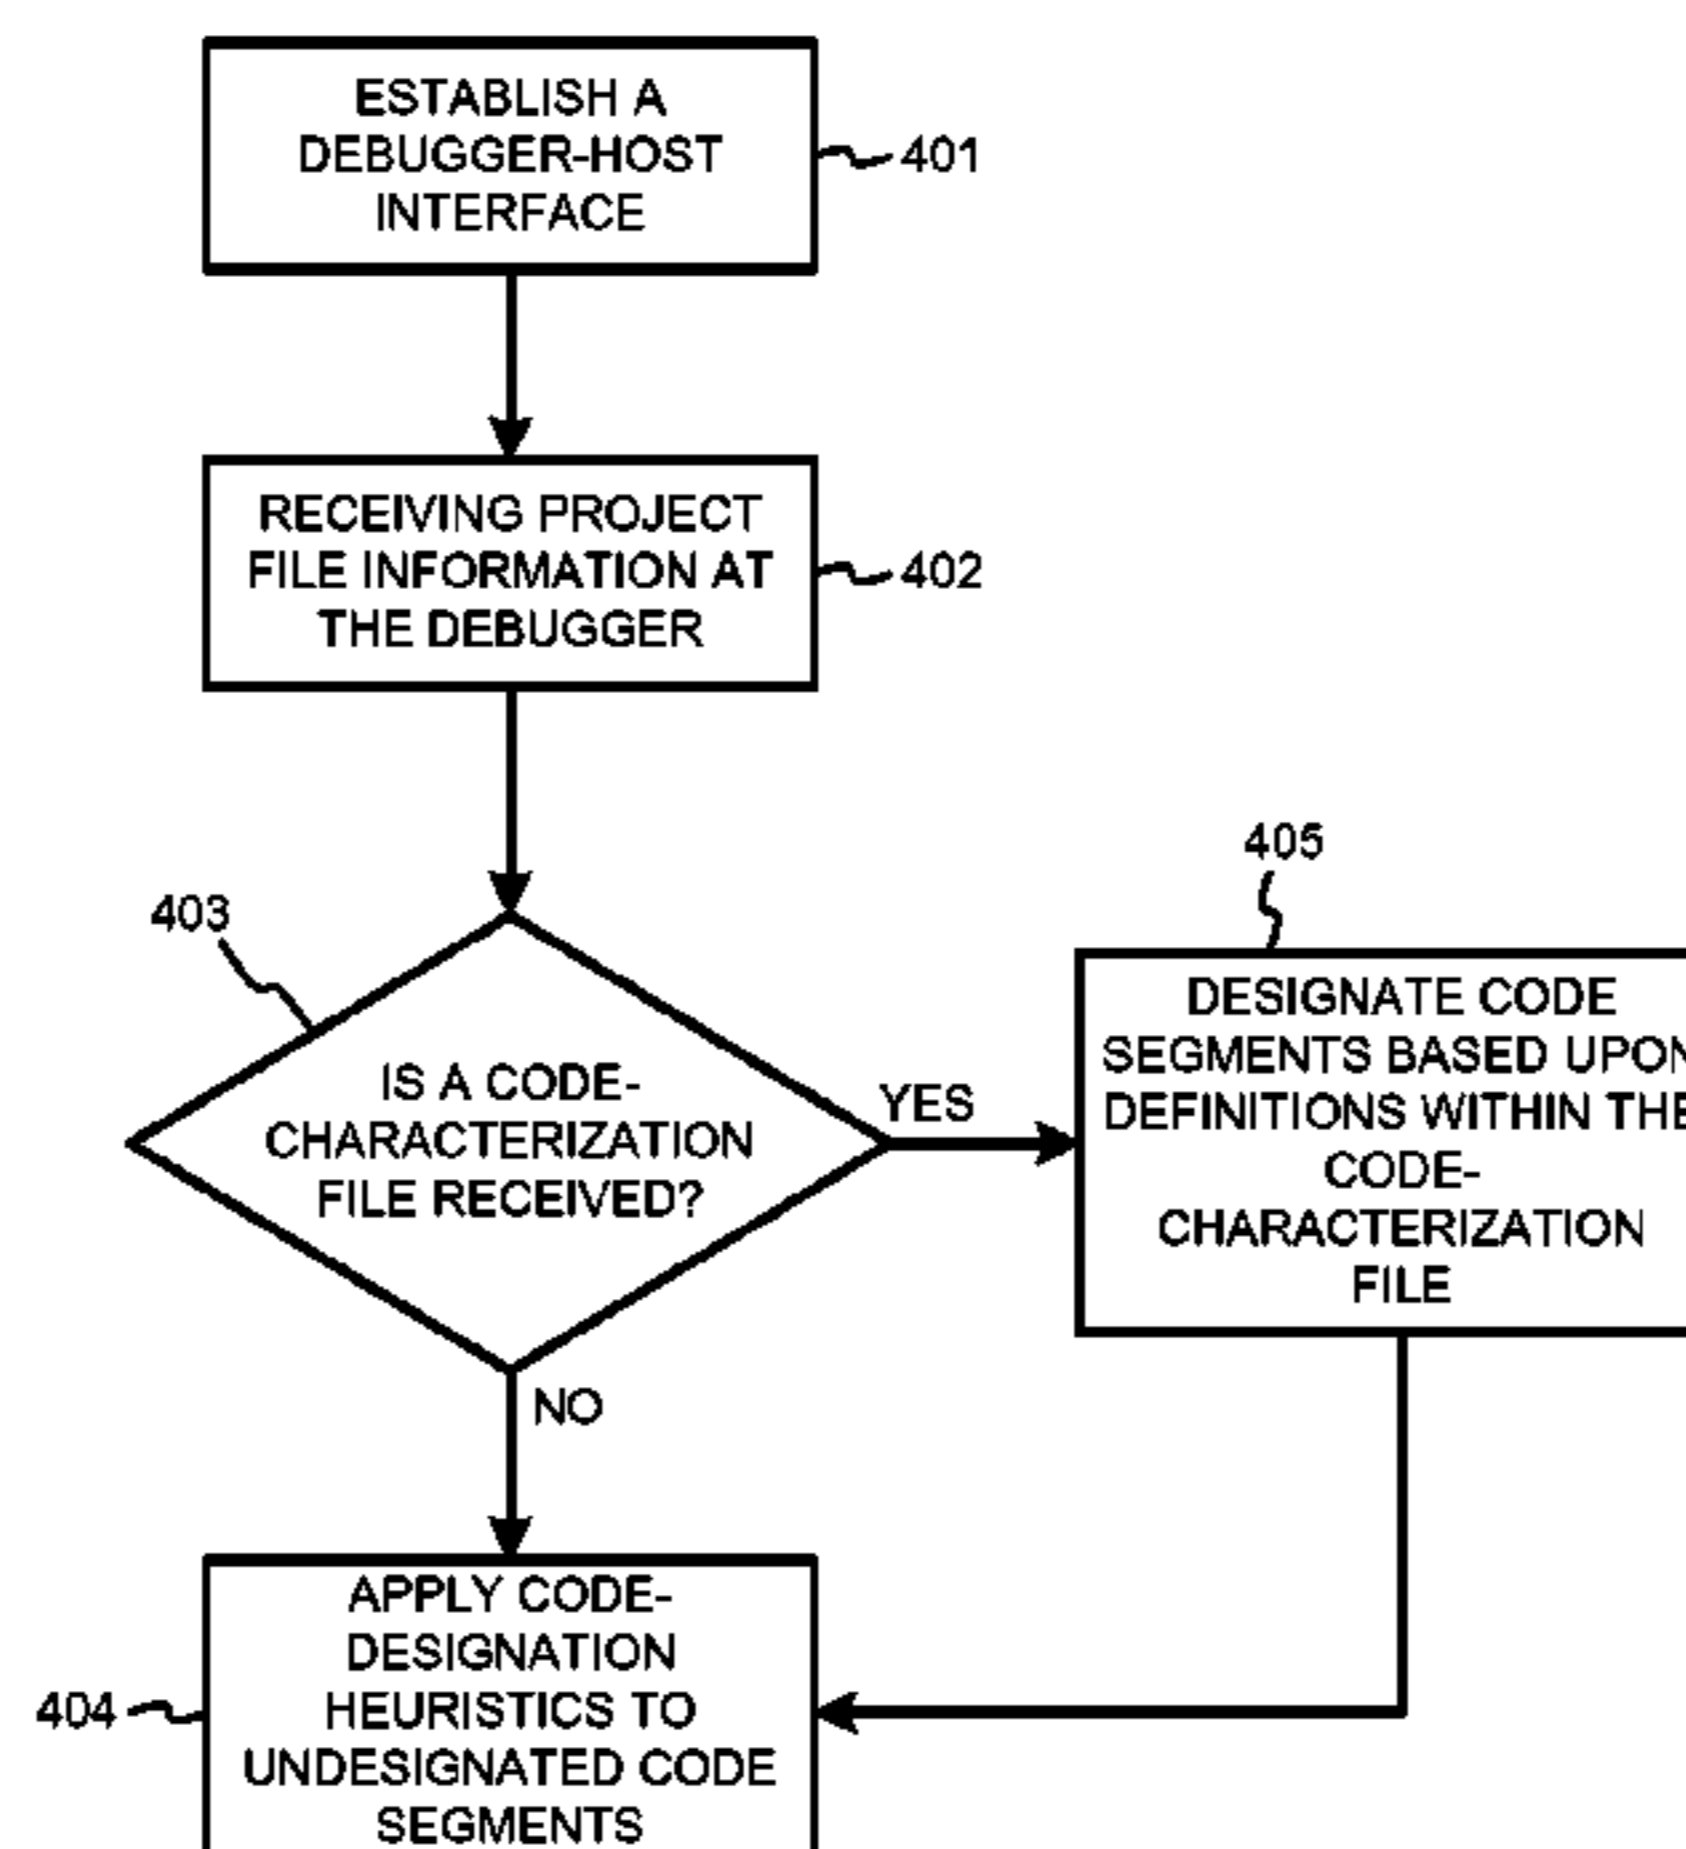 ESTABLISH A
DEBUGGER-HOST
INTERFACE
401
RECEIVING PROJECT
FILE INFORMATION AT
THE DEBUGGER
402
403
IS A CODE-
CHARACTERIZATION
FILE RECEIVED?
YES
NO
405
DESIGNATE CODE
SEGMENTS BASED UPON
DEFINITIONS WITHIN THE
CODE-
CHARACTERIZATION
FILE
404
APPLY CODE-
DESIGNATION
HEURISTICS TO
UNDESIGNATED CODE
SEGMENTS